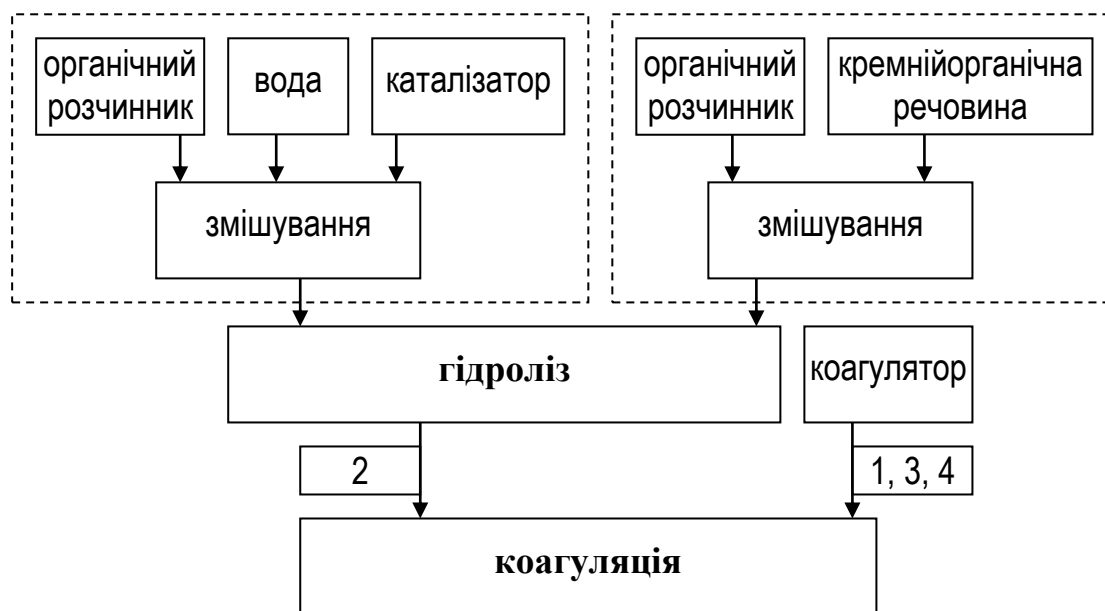 органічний
розчинник
вода
каталізатор
органічний
розчинник
кремнійорганічна
речовина
змішування
змішування
гідроліз
коагулятор
2
1, 3, 4
коагуляція